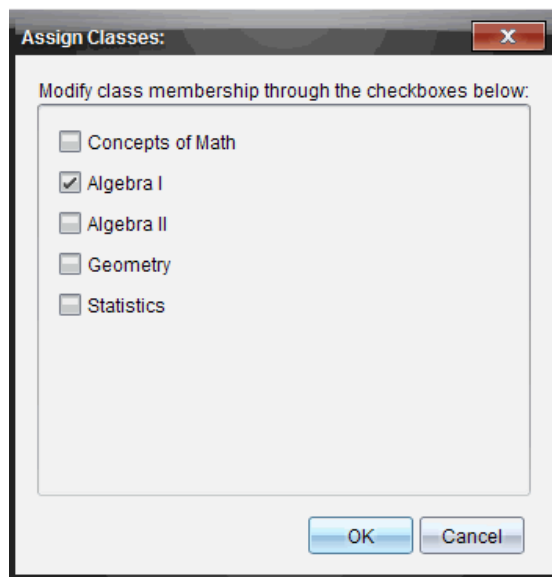 Assign Classes:
X
Modify class membership through the checkboxes below:
Concepts of Math
Algebra I
Algebra II
Geometry
Statistics
OK
Cancel